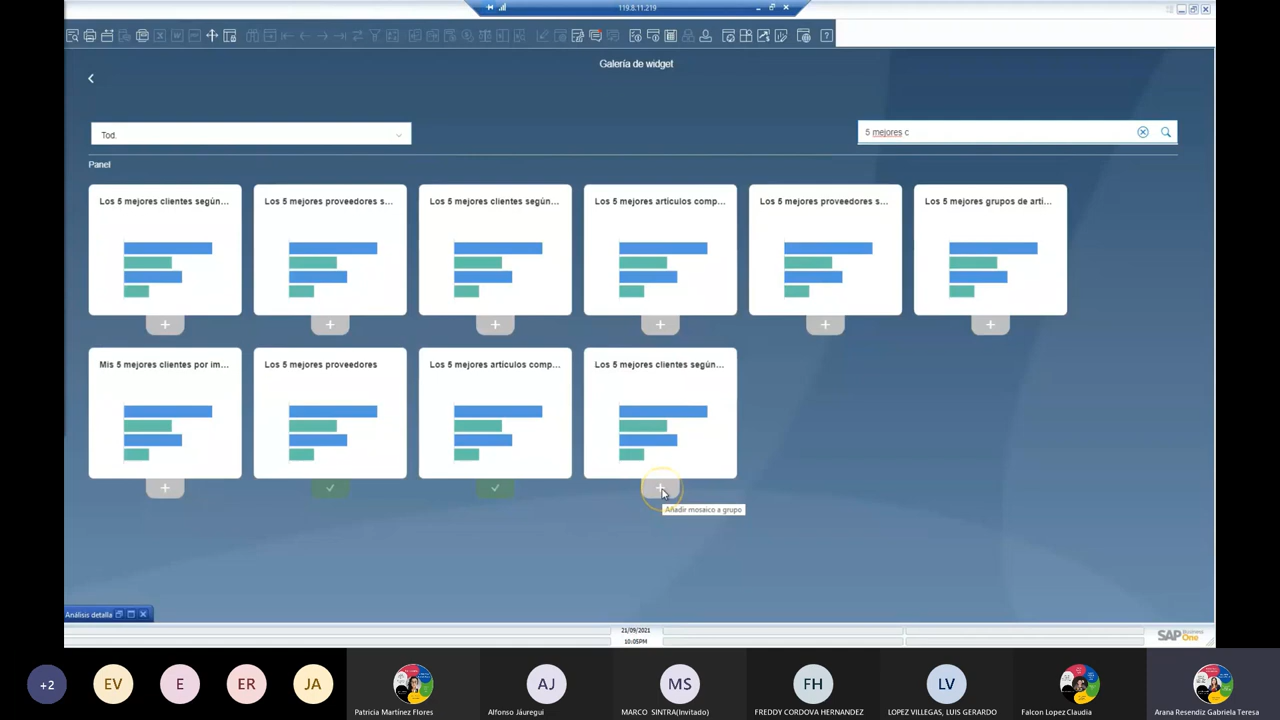 119.8.11.219
Galería de widget
Tod.
5 mejores c
Panel
Los 5 mejores clientes según...
Los 5 mejores proveedores s...
Los 5 mejores clientes según...
Los 5 mejores artículos comp...
Los 5 mejores proveedores s...
Los 5 mejores grupos de artí...
Mis 5 mejores clientes por im...
Los 5 mejores proveedores
Los 5 mejores artículos comp...
Los 5 mejores clientes según...
Añadir mosaico a grupo
Análisis detalla
21/09/2021
10:05PM
SAP Business One
+2
EV
E
ER
JA
Patricia Martínez Flores
AJ
Alfonso Jáuregui
MS
MARCO SINTRA(Invitado)
FH
FREDDY CORDOVA HERNANDEZ
LV
LOPEZ VILLEGAS, LUIS GERARDO
Falcon Lopez Claudia
Arana Resendiz Gabriela Teresa